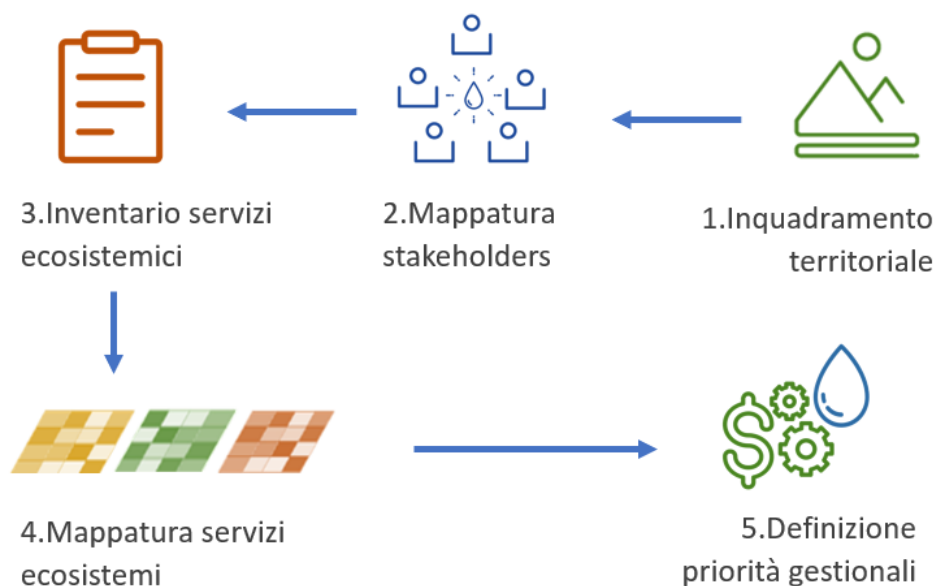 3.Inventario servizi
ecosistemici
2.Mappatura
stakeholders
1.Inquadramento
territoriale
4.Mappatura servizi
ecosistemi
5.Definizione
priorità gestionali